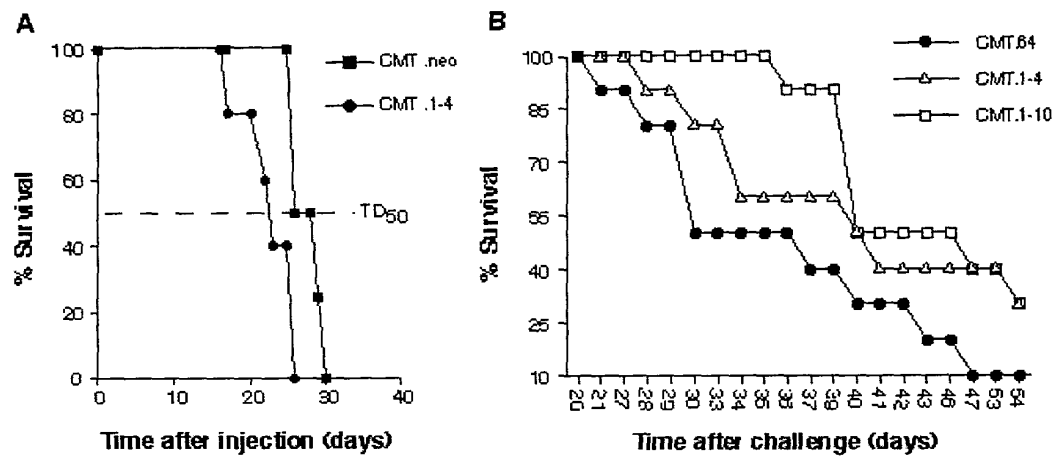 A
100
80
60
40
20
0
% Survival
0 10 20 30 40
Time after injection (days)
CMT .neo
CMT .1-4
TD50
B
100
85
70
55
40
25
10
% Survival
20 21 27 28 29 30 33 34 35 36 37 39 40 41 42 43 46 47 53 54
Time after challenge (days)
CMT.64
CMT.1-4
CMT.1-10